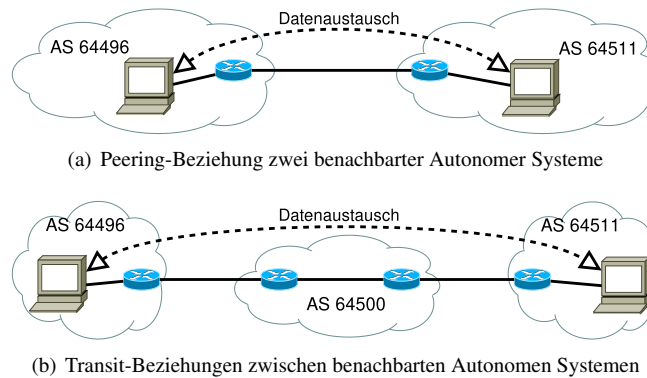 Datenaustausch
AS 64496
AS 64511
(a) Peering-Beziehung zwei benachbarter Autonomer Systeme
AS 64496
Datenaustausch
AS 64511
AS 64500
(b) Transit-Beziehungen zwischen benachbarten Autonomen Systemen